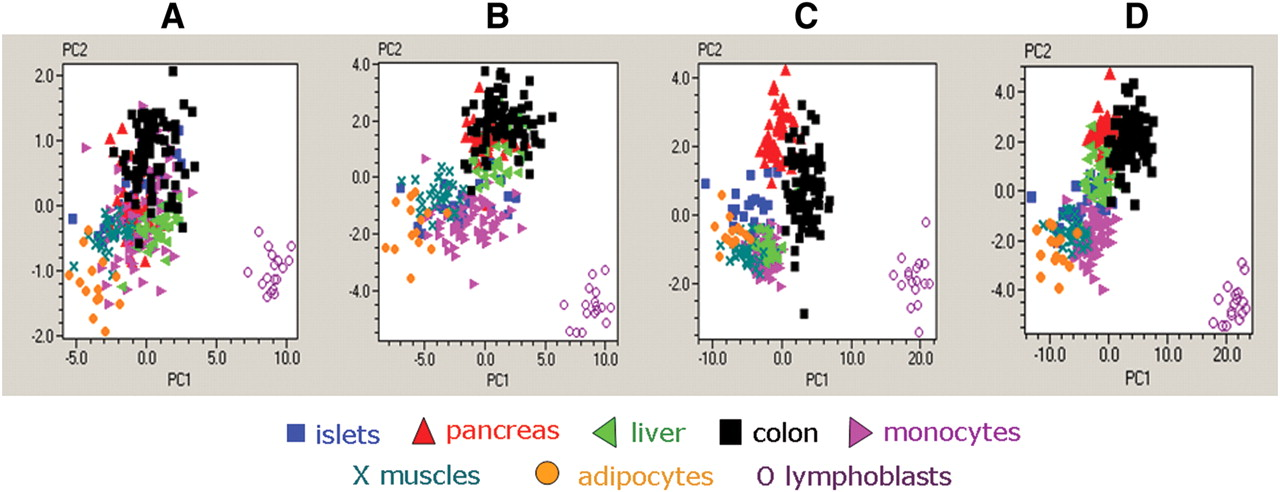 A B C D
PC2 PC2 PC2 PC2
2.0 4.0 4.0 4.0
1.0 2.0 2.0 2.0
0.0 0.0 0.0 0.0
-1.0 -2.0 -2.0 -2.0
-2.0 -4.0 -4.0
-5.0 0.0 5.0 10.0 -5.0 0.0 5.0 10.0 -10.0 0.0 10.0 20.0 -10.0 0.0 10.0 20.0
PC1 PC1 PC1 PC1
islets pancreas liver colon monocytes
X muscles adipocytes O lymphoblasts